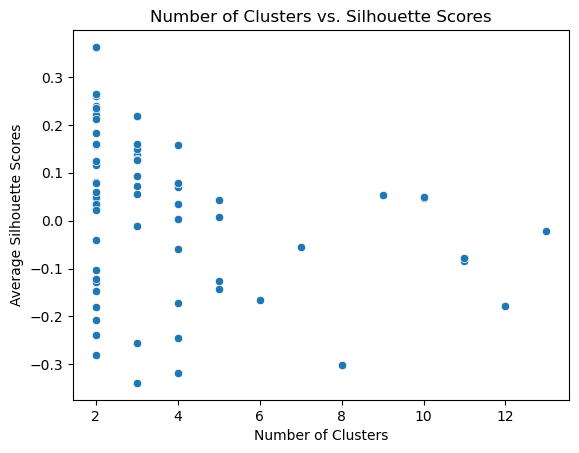 Number of Clusters vs. Silhouette Scores
Average Silhouette Scores
0.3
0.2
0.1
0.0
−0.1
−0.2
−0.3
2 4 6 8 10 12
Number of Clusters